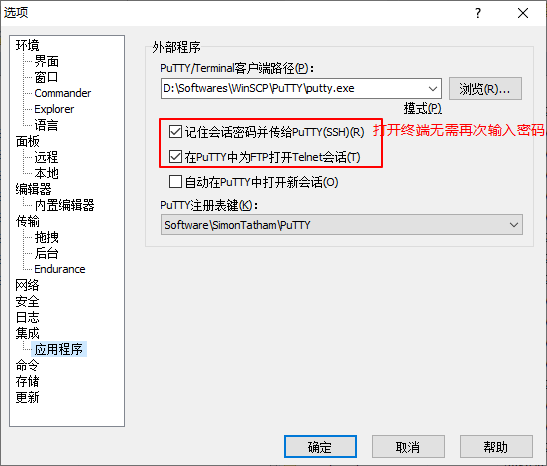 选项
环境
界面
窗口
Commander
Explorer
语言
面板
远程
本地
编辑器
内置编辑器
传输
拖拽
后台
Endurance
网络
安全
日志
集成
应用程序
命令
存储
更新
外部程序
PuTTY/Terminal客户端路径(P)：
D:\Softwares\WinSCP\PuTTY\putty.exe
浏览(R)...
模式(P)
记住会话密码并传给PuTTY(SSH)(R)
打开终端无需再次输入密码
在PuTTY中为FTP打开Telnet会话(T)
自动在PuTTY中打开新会话(O)
PuTTY注册表键(K)：
Software\SimonTatham\PuTTY
确定
取消
帮助